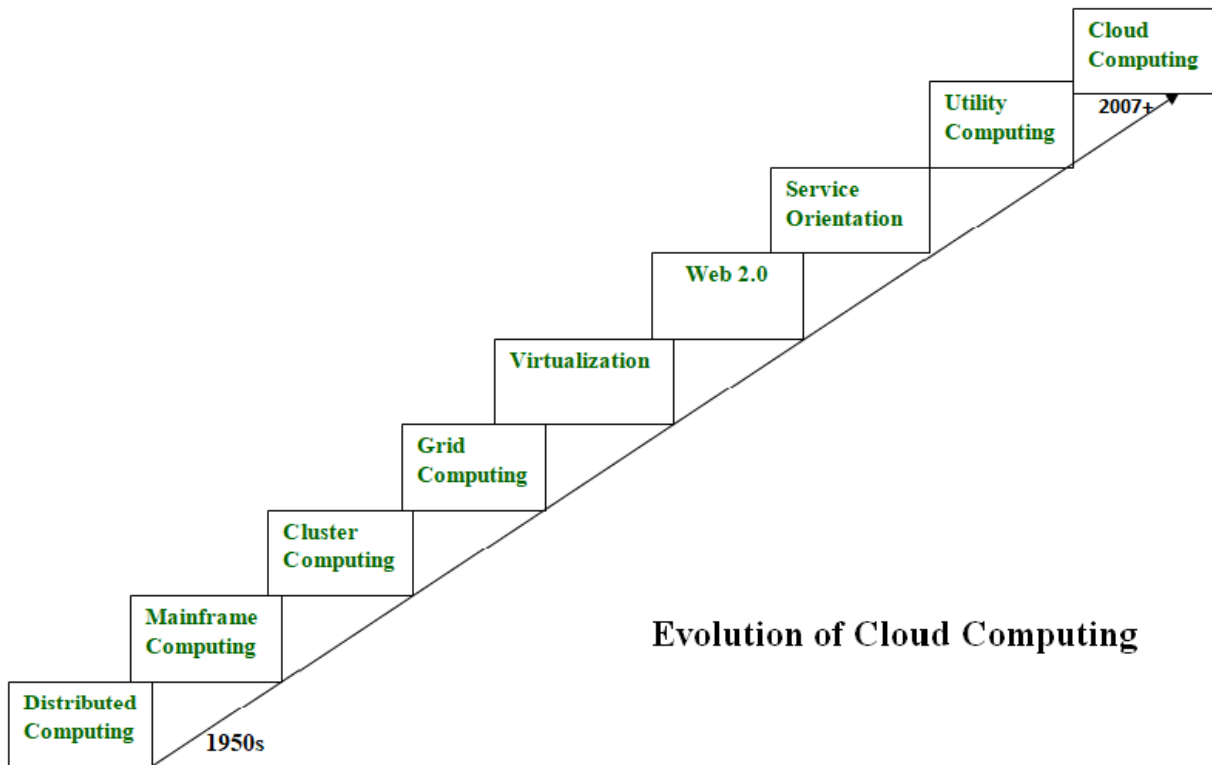 Cloud
Computing
2007+
Utility
Computing
Service
Orientation
Web 2.0
Virtualization
Grid
Computing
Cluster
Computing
Mainframe
Computing
Evolution of Cloud Computing
Distributed
Computing
1950s